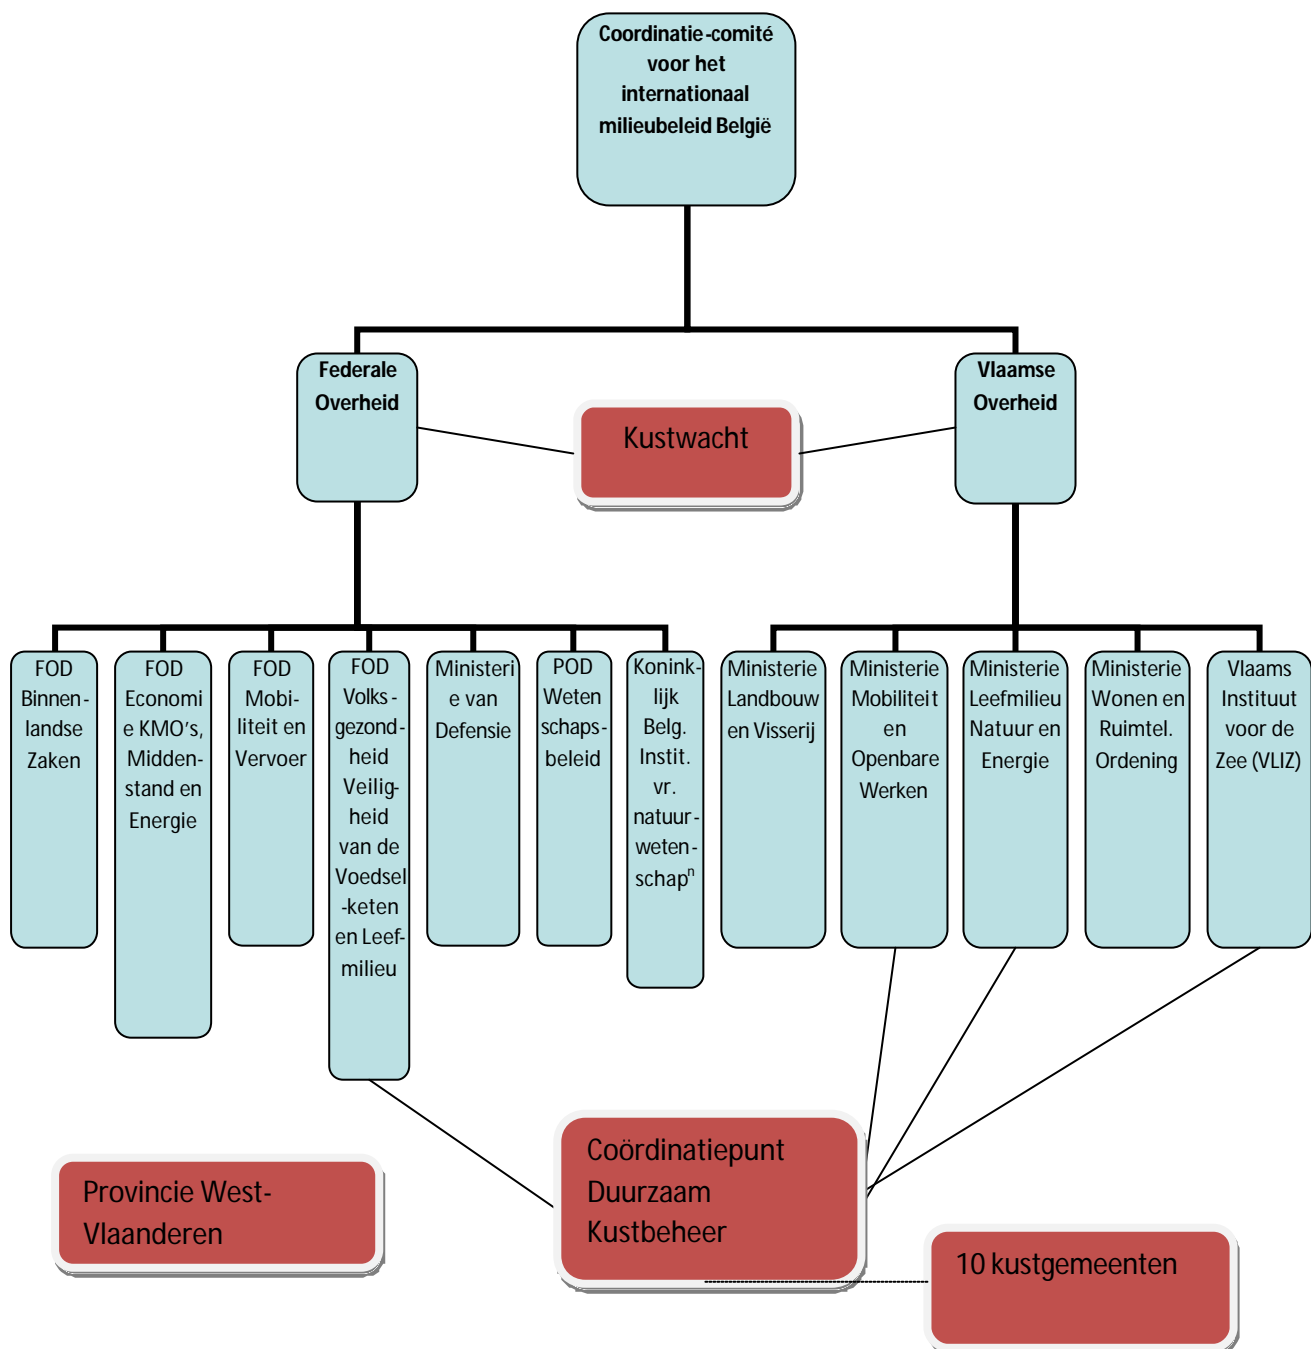 Coordinatie-comité
voor het
internationaal
milieubeleid België
Federale
Overheid
Vlaamse
Overheid
Kustwacht
FOD
Binnen-
landse
Zaken
FOD
Economi
e KMO's,
Midden-
stand en
Energie
FOD
Mobi-
liteit en
Vervoer
FOD
Volks-
gezond-
heid
Veilig-
heid
van de
Voedsel
-keten
en Leef-
milieu
Ministeri
e van
Defensie
POD
Weten
schaps-
beleid
Konink-
lijk
Belg.
Instit.
vr.
natuur-
weten-
schapⁿ
Ministerie
Landbouw
en Visserij
Ministerie
Mobiliteit
en
Openbare
Werken
Ministerie
Leefmilieu
Natuur en
Energie
Ministerie
Wonen en
Ruimtel.
Ordening
Vlaams
Instituut
voor de
Zee (VLIZ)
Provincie West-
Vlaanderen
Coördinatiepunt
Duurzaam
Kustbeheer
10 kustgemeenten